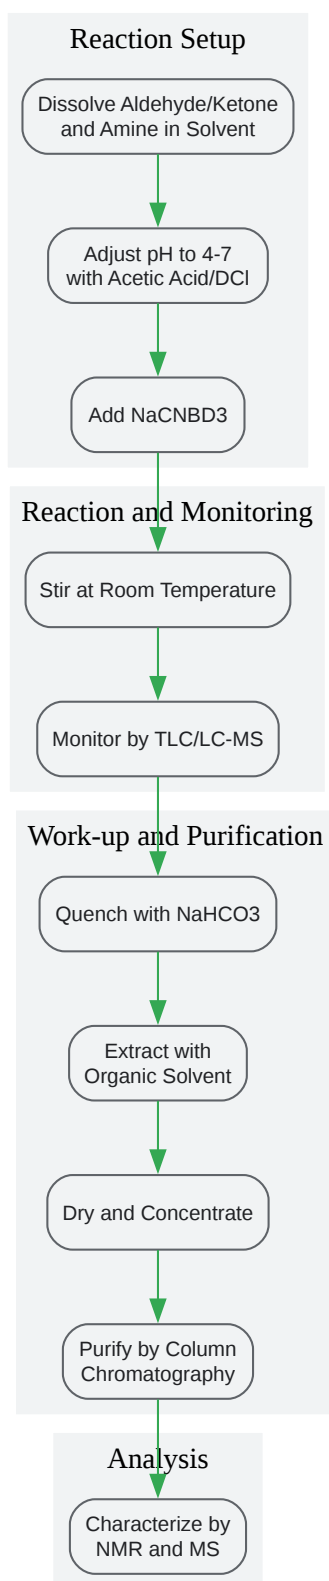 Reaction Setup
Dissolve Aldehyde/Ketone
and Amine in Solvent
Adjust pH to 4-7
with Acetic Acid/DCl
Add NaCNBD3
Reaction and Monitoring
Stir at Room Temperature
Monitor by TLC/LC-MS
Work-up and Purification
Quench with NaHCO3
Extract with
Organic Solvent
Dry and Concentrate
Purify by Column
Chromatography
Analysis
Characterize by
NMR and MS